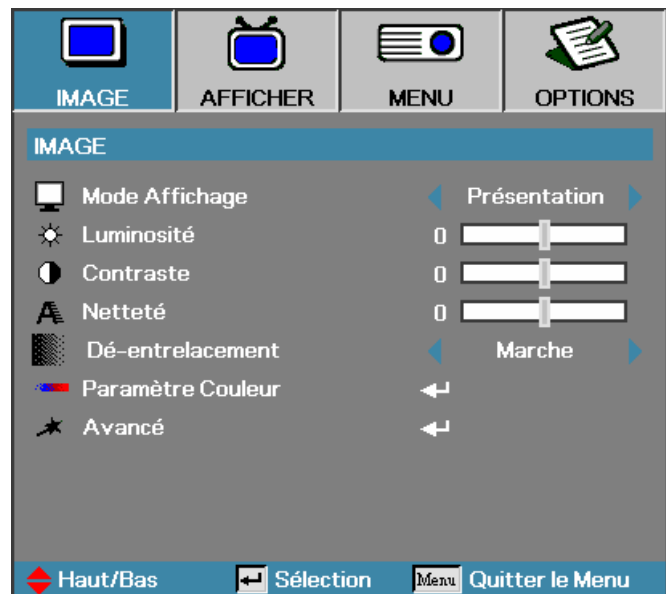 IMAGE AFFICHER MENU OPTIONS
IMAGE
Mode Affichage Présentation
Luminosité 0
Contraste 0
Netteté 0
Dé-entrelacement Marche
Paramètre Couleur
Avancé
Haut/Bas Sélection Menu Quitter le Menu